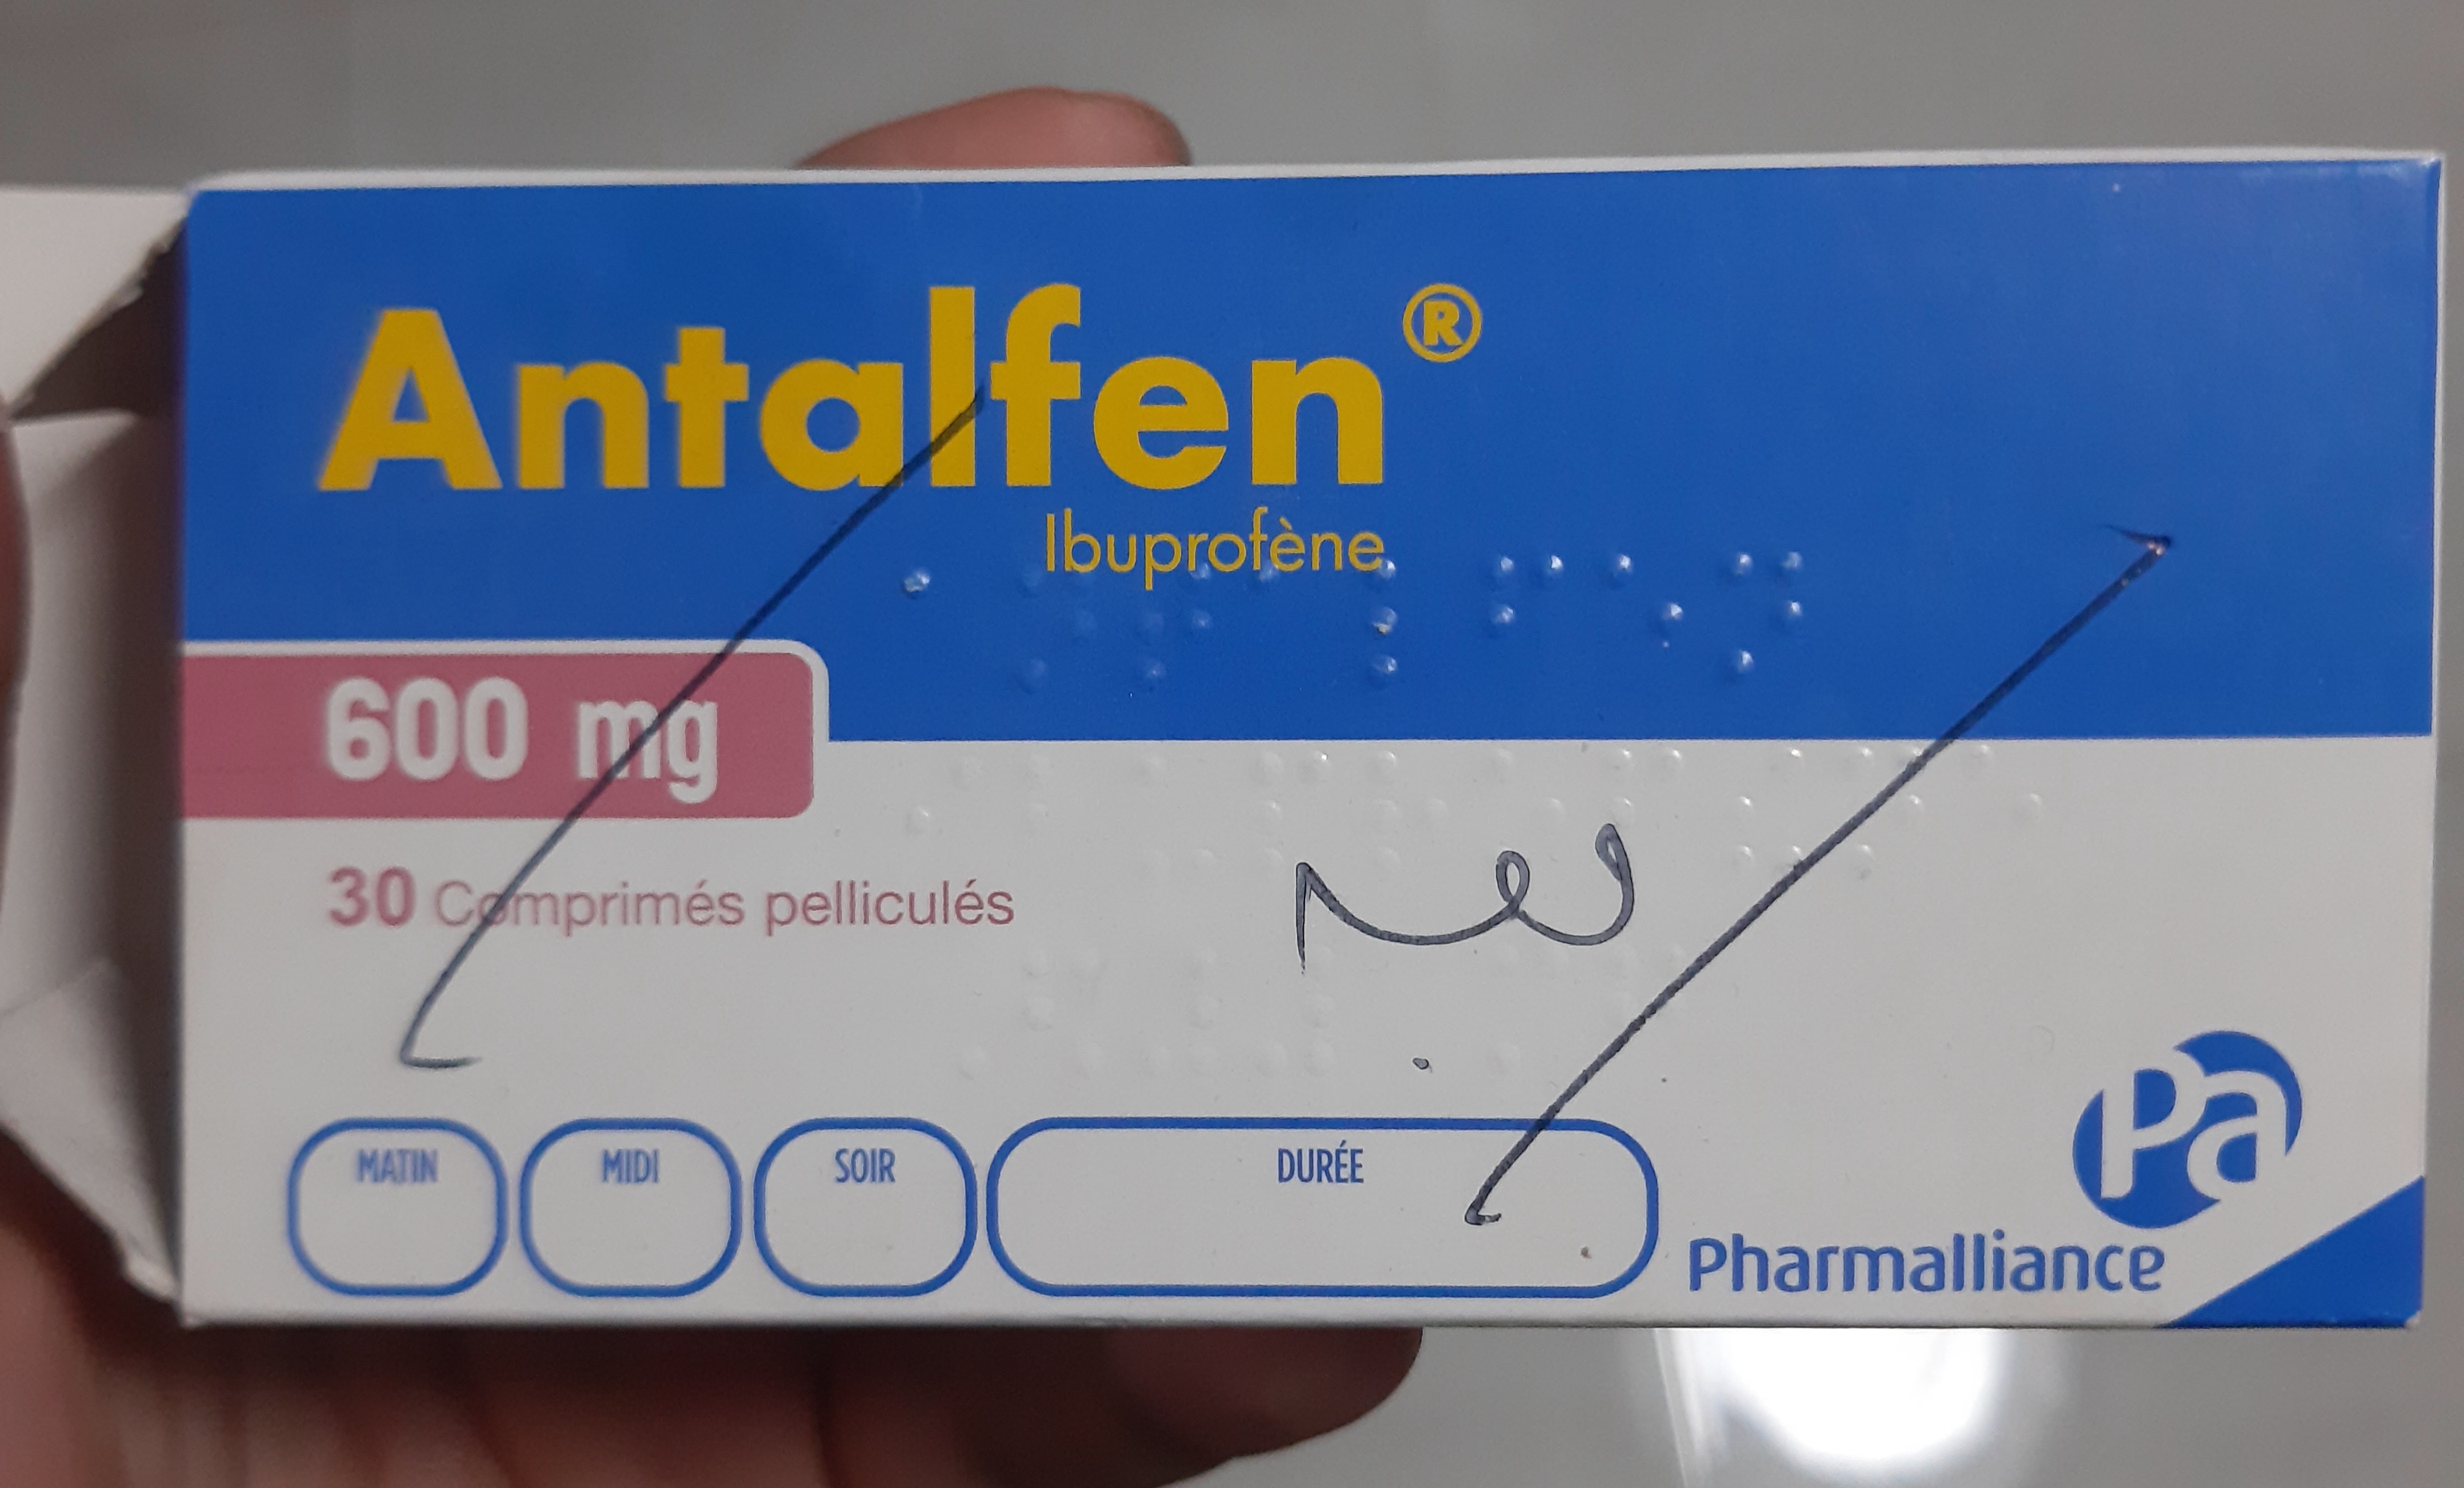 Antalfen®
Ibuprofène
600 mg
30 Comprimés pelliculés
MATIN
MIDI
SOIR
DURÉE
Pa
Pharmalliance